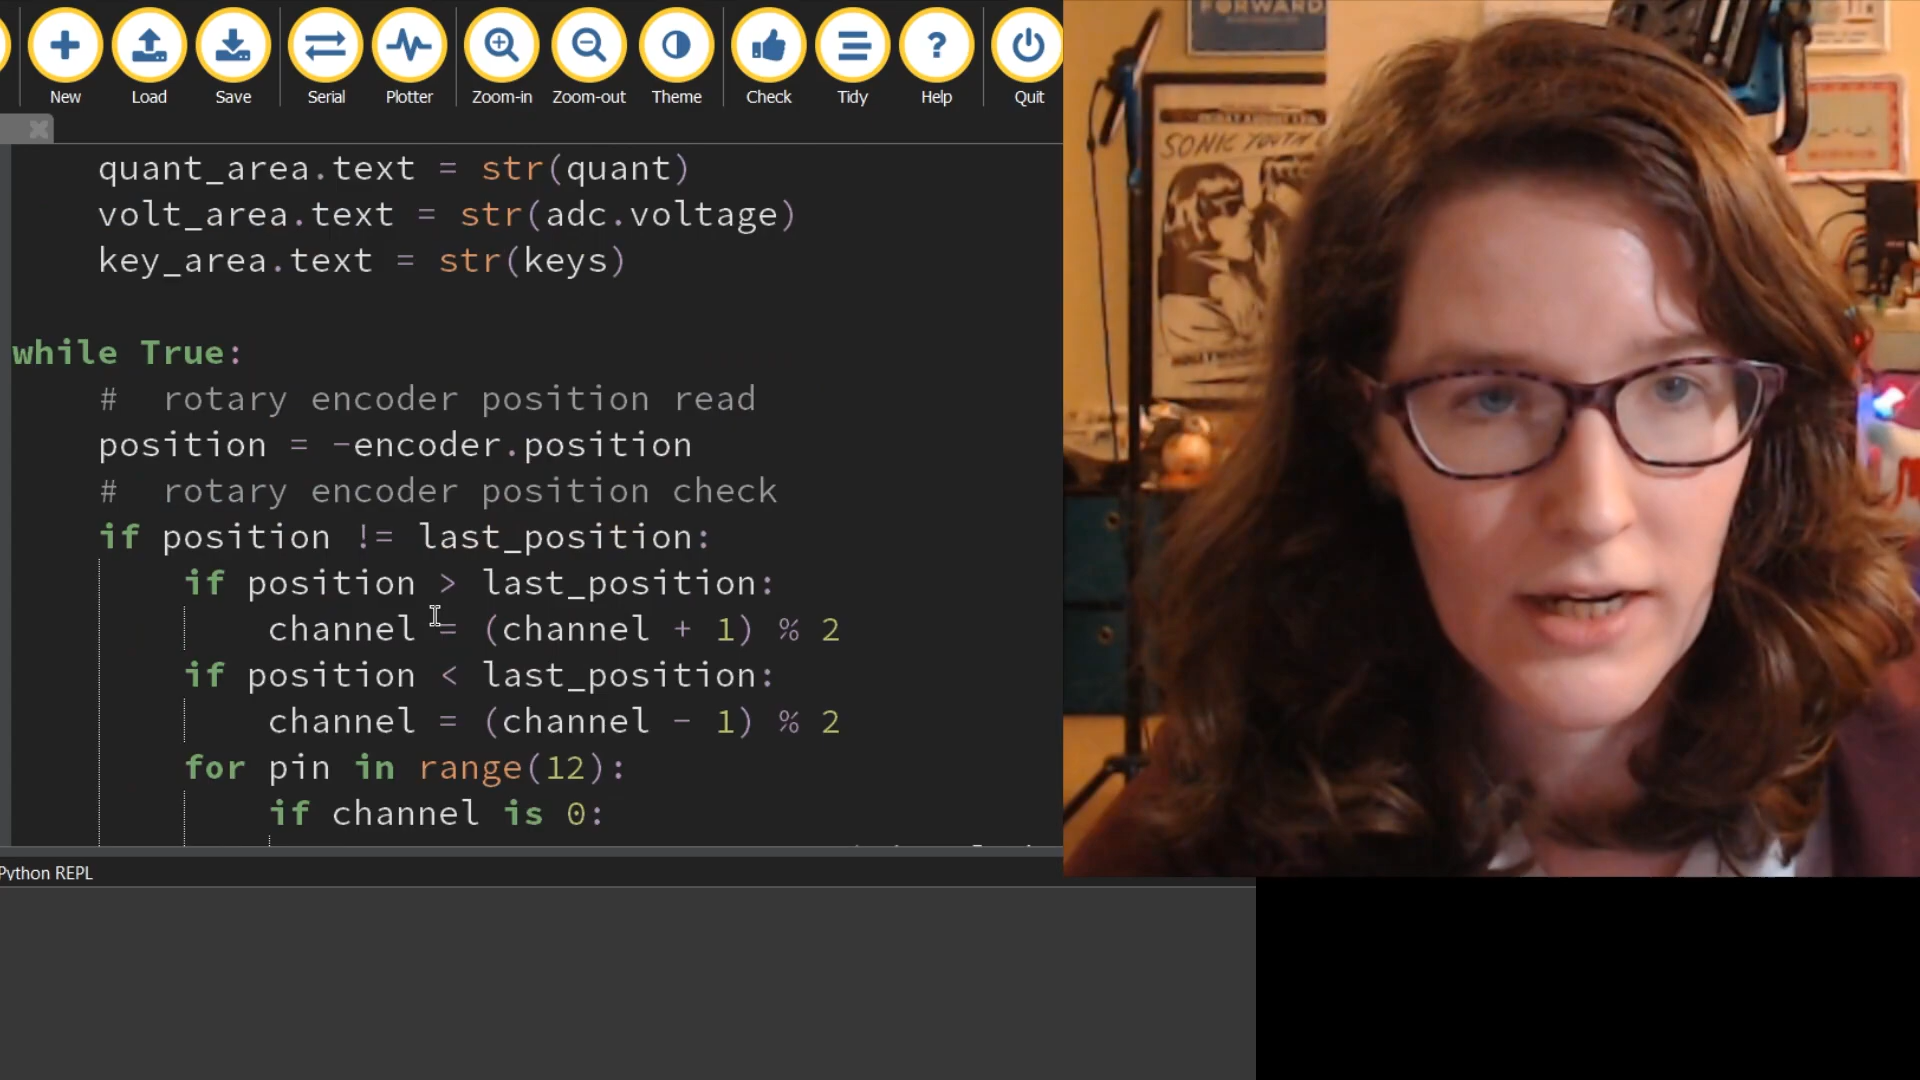 New Load Save Serial Plotter Zoom-in Zoom-out Theme Check Tidy Help Quit
quant_area.text = str(quant)
volt_area.text = str(adc.voltage)
key_area.text = str(keys)
while True:
#  rotary encoder position read
position = -encoder.position
#  rotary encoder position check
if position != last_position:
if position > last_position:
channel = (channel + 1) % 2
if position < last_position:
channel = (channel - 1) % 2
for pin in range(12):
if channel is 0:
Python REPL
FORWARD
SONIC YOUTH